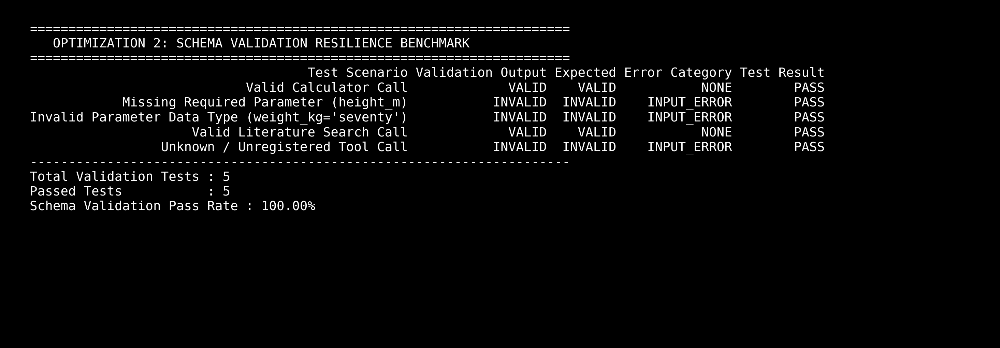 ======================================================================
   OPTIMIZATION 2: SCHEMA VALIDATION RESILIENCE BENCHMARK
======================================================================
                                    Test Scenario Validation Output Expected Error Category Test Result
                            Valid Calculator Call             VALID    VALID           NONE        PASS
            Missing Required Parameter (height_m)           INVALID  INVALID    INPUT_ERROR        PASS
Invalid Parameter Data Type (weight_kg='seventy')           INVALID  INVALID    INPUT_ERROR        PASS
                     Valid Literature Search Call             VALID    VALID           NONE        PASS
                 Unknown / Unregistered Tool Call           INVALID  INVALID    INPUT_ERROR        PASS
----------------------------------------------------------------------
Total Validation Tests : 5
Passed Tests           : 5
Schema Validation Pass Rate : 100.00%